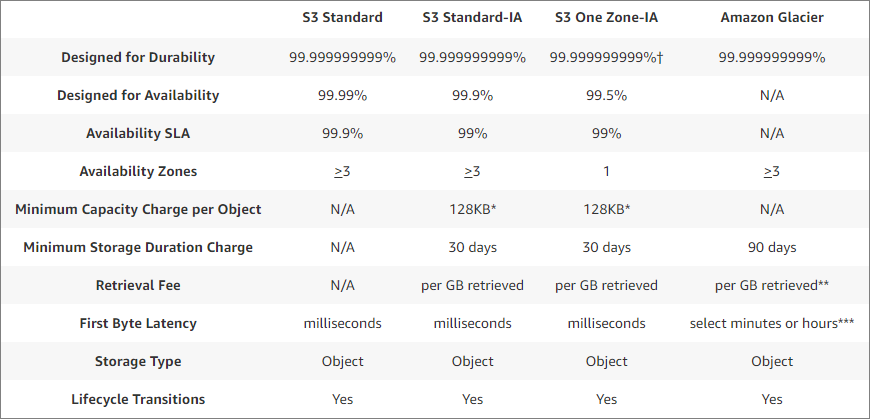 S3 Standard S3 Standard-IA S3 One Zone-IA Amazon Glacier
Designed for Durability 99.999999999% 99.999999999% 99.999999999%† 99.999999999%
Designed for Availability 99.99% 99.9% 99.5% N/A
Availability SLA 99.9% 99% 99% N/A
Availability Zones ≥3 ≥3 1 ≥3
Minimum Capacity Charge per Object N/A 128KB* 128KB* N/A
Minimum Storage Duration Charge N/A 30 days 30 days 90 days
Retrieval Fee N/A per GB retrieved per GB retrieved per GB retrieved**
First Byte Latency milliseconds milliseconds milliseconds select minutes or hours***
Storage Type Object Object Object Object
Lifecycle Transitions Yes Yes Yes Yes